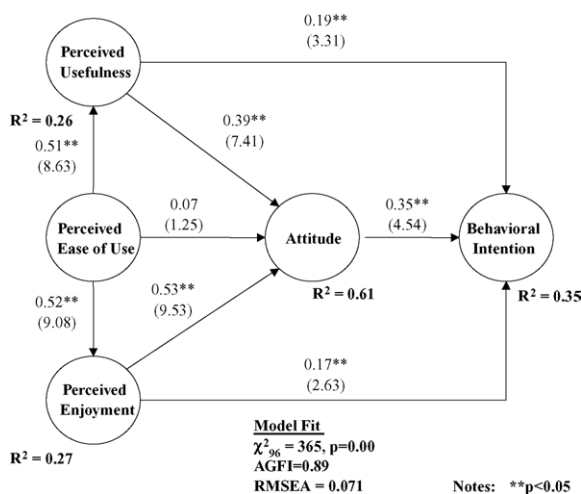 0.19**
(3.31)
Perceived
Usefulness
R² = 0.26
0.39**
(7.41)
0.51**
(8.63)
Perceived
Ease of Use
0.07
(1.25)
Attitude
0.35**
(4.54)
Behavioral
Intention
R² = 0.61
R² = 0.35
0.52**
(9.08)
0.53**
(9.53)
Perceived
Enjoyment
0.17**
(2.63)
R² = 0.27
Model Fit
χ²₉₆ = 365, p=0.00
AGFI=0.89
RMSEA = 0.071
Notes: **p<0.05